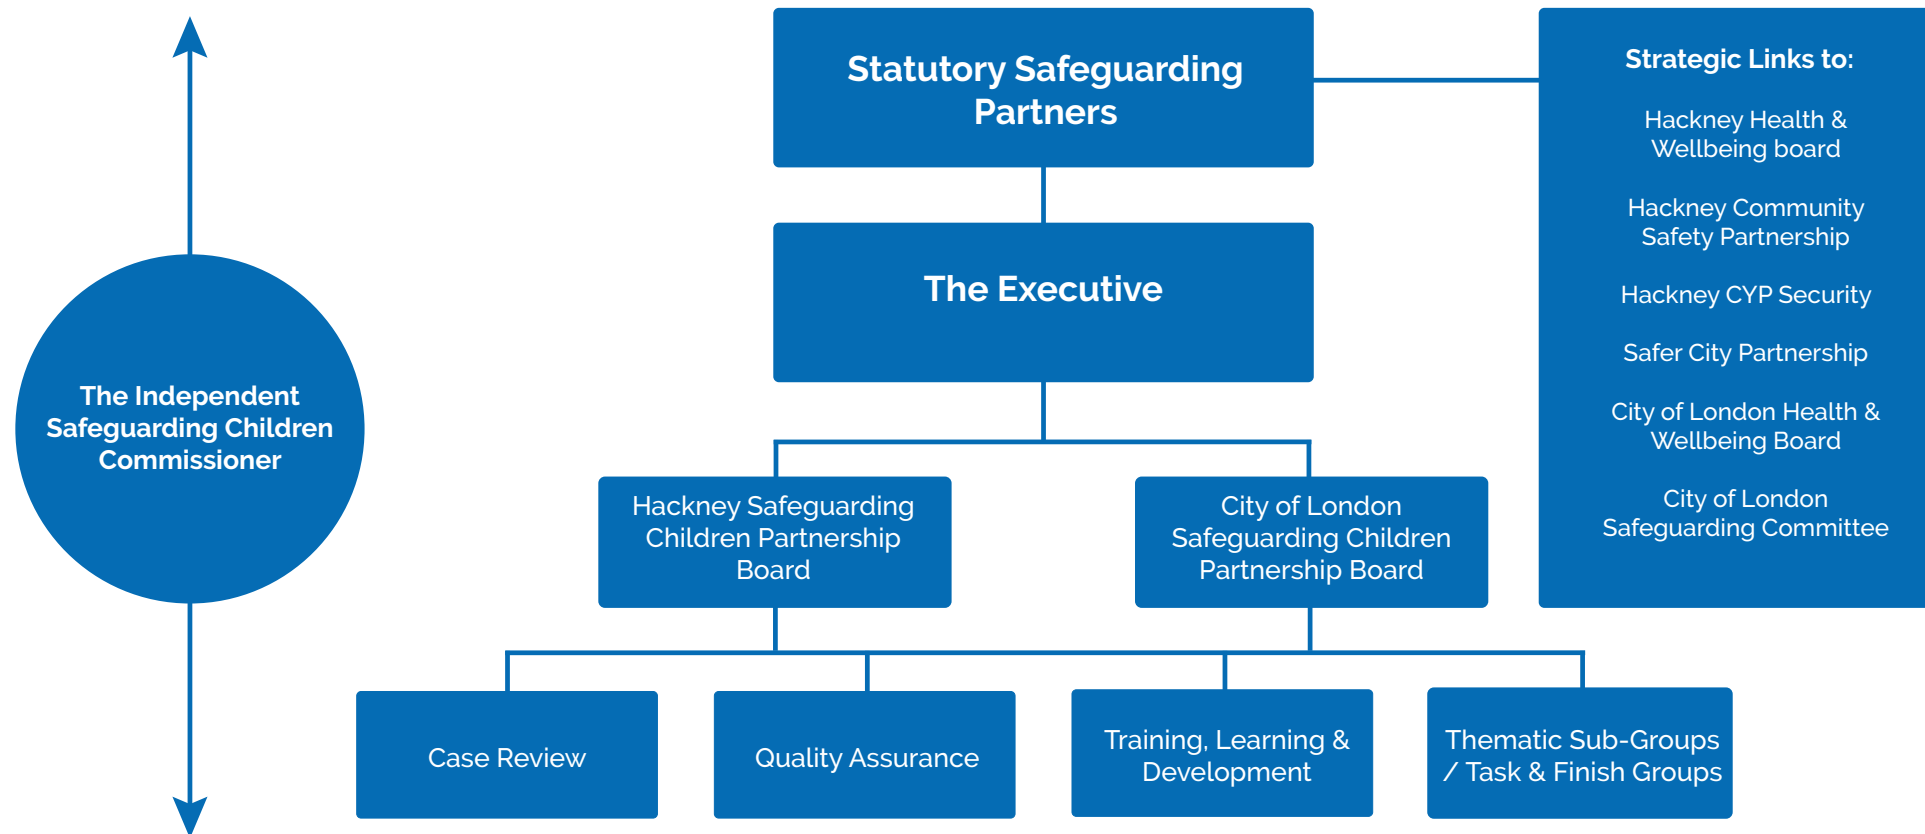 Statutory Safeguarding
Partners
The Executive
The Independent
Safeguarding Children
Commissioner
Hackney Safeguarding
Children Partnership
Board
City of London
Safeguarding Children
Partnership Board
Case Review
Quality Assurance
Training, Learning &
Development
Thematic Sub-Groups
/ Task & Finish Groups
Strategic Links to:
Hackney Health &
Wellbeing board
Hackney Community
Safety Partnership
Hackney CYP Security
Safer City Partnership
City of London Health &
Wellbeing Board
City of London
Safeguarding Committee